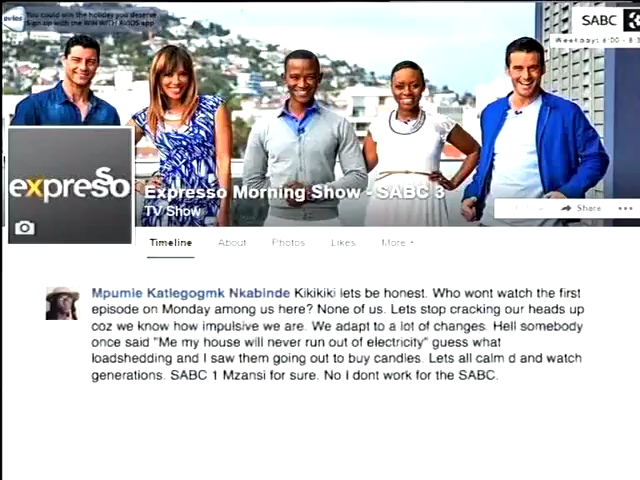 avios
You could win the holiday you deserve
Sign up with the WIN WITH AVIOS app
SABC 3
Weekdays 6:00 - 8:3
expresso
Expresso Morning Show - SABC 3
TV Show
Share
Timeline About Photos Likes More
Mpumie Katlegogmk Nkabinde Kikikiki lets be honest. Who wont watch the first
episode on Monday among us here? None of us. Lets stop cracking our heads up
coz we know how impulsive we are. We adapt to a lot of changes. Hell somebody
once said "Me my house will never run out of electricity" guess what
loadshedding and I saw them going out to buy candles. Lets all calm d and watch
generations. SABC 1 Mzansi for sure. No I dont work for the SABC.